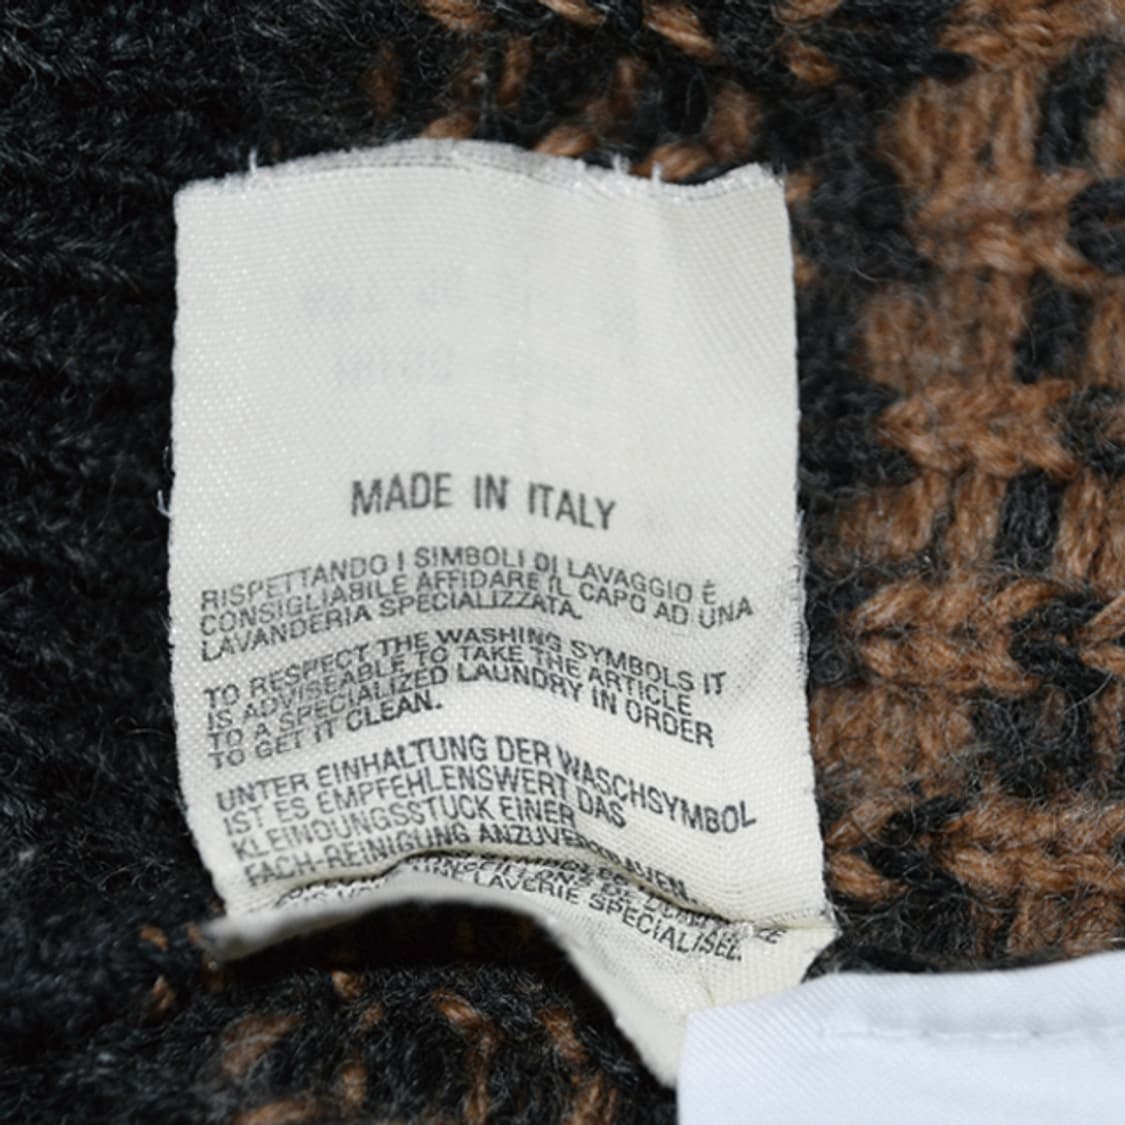 MADE IN ITALY
RISPETTANDO I SIMBOLI DI LAVAGGIO É
CONSIGLIABILE AFFIDARE IL CAPO AD UNA
LAVANDERIA SPECIALIZZATA.
TO RESPECT THE WASHING SYMBOLS IT
IS ADVISEABLE TO TAKE THE ARTICLE
TO A SPECIALIZED LAUNDRY IN ORDER
TO GET IT CLEAN.
UNTER EINHALTUNG DER WASCHSYMBOL
IST ES EMPFEHLENSWERT DAS
KLEINDUNGSSTUCK EINER
FACH-REINIGUNG ANZUVERTRAUEN.
UNE LAVERIE SPECIALISEE.